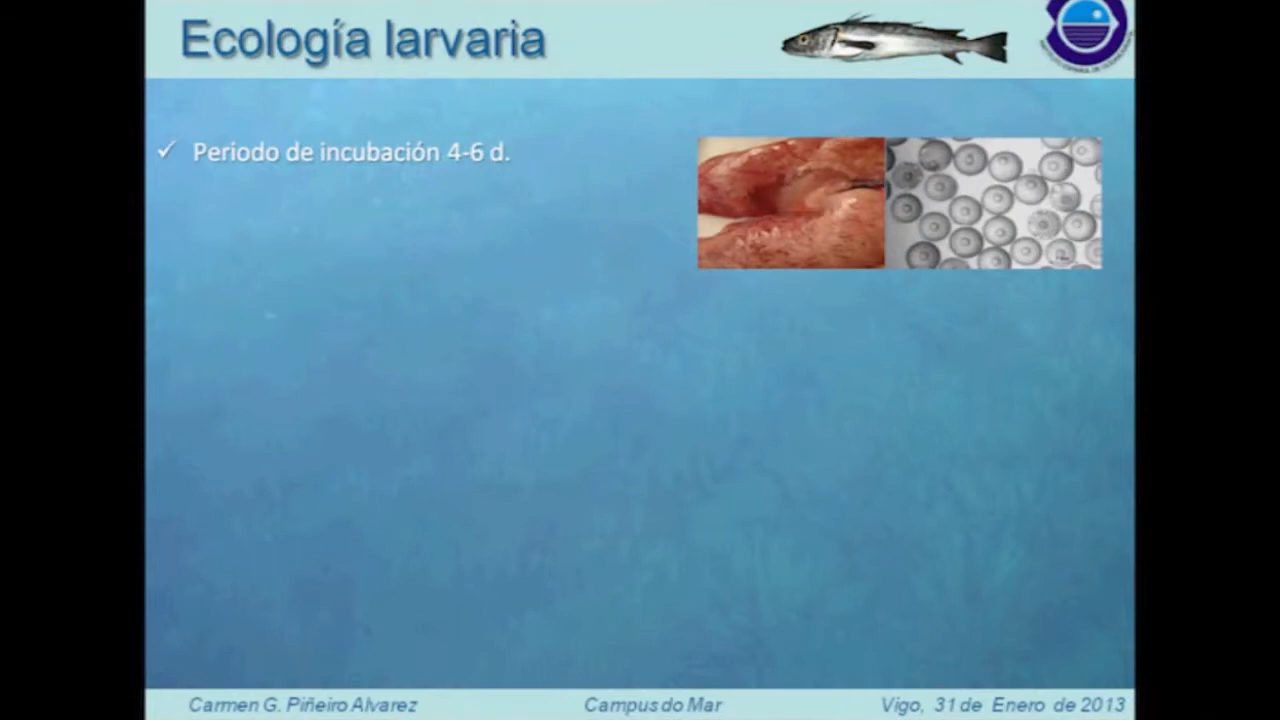 Ecología larvaria
✓ Periodo de incubación 4-6 d.
Carmen G. Piñeiro Alvarez
Campus do Mar
Vigo, 31 de Enero de 2013